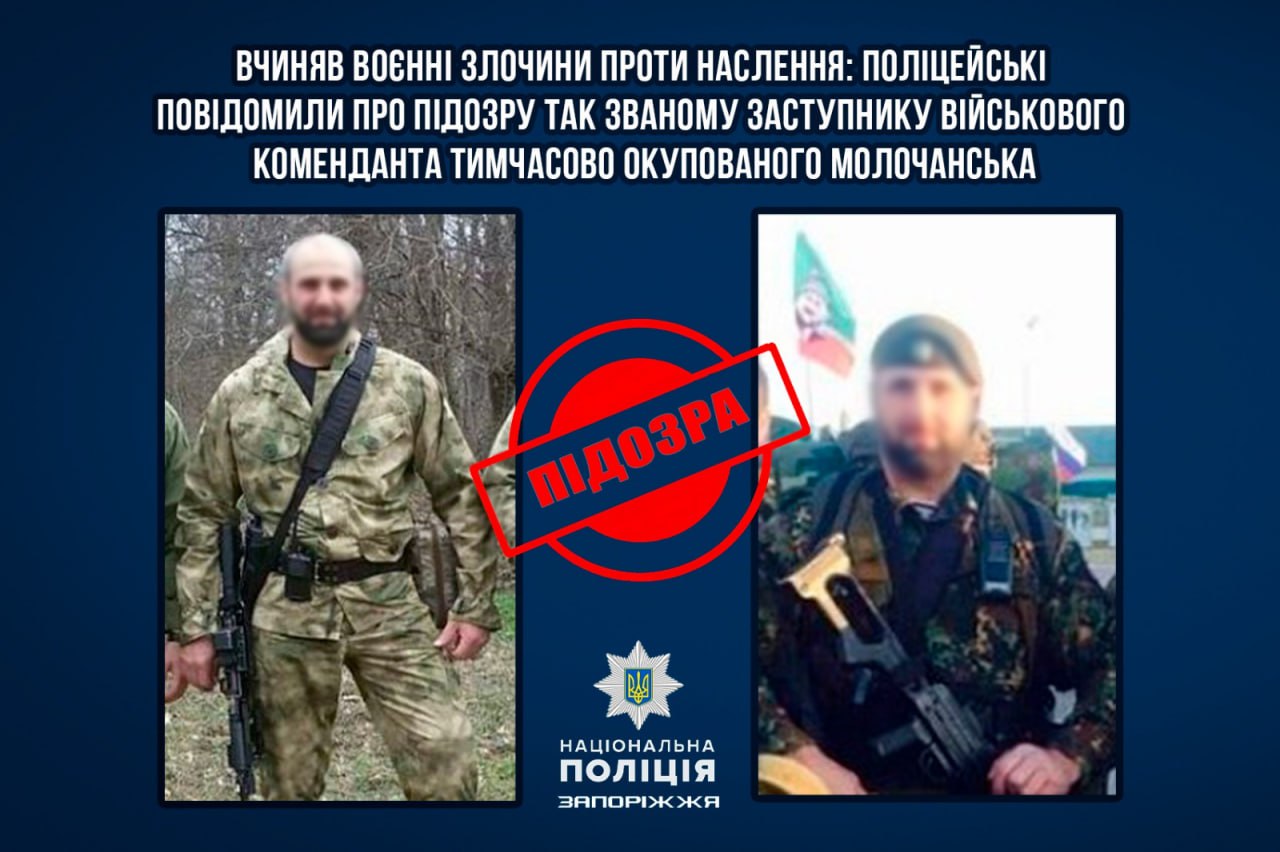 ВЧИНЯВ ВОЄННІ ЗЛОЧИНИ ПРОТИ НАСЛЕННЯ: ПОЛІЦЕЙСЬКІ
ПОВІДОМИЛИ ПРО ПІДОЗРУ ТАК ЗВАНОМУ ЗАСТУПНИКУ ВІЙСЬКОВОГО
КОМЕНДАНТА ТИМЧАСОВО ОКУПОВАНОГО МОЛОЧАНСЬКА
ПІДОЗРА
НАЦІОНАЛЬНА
ПОЛІЦІЯ
ЗАПОРІЖЖЯ